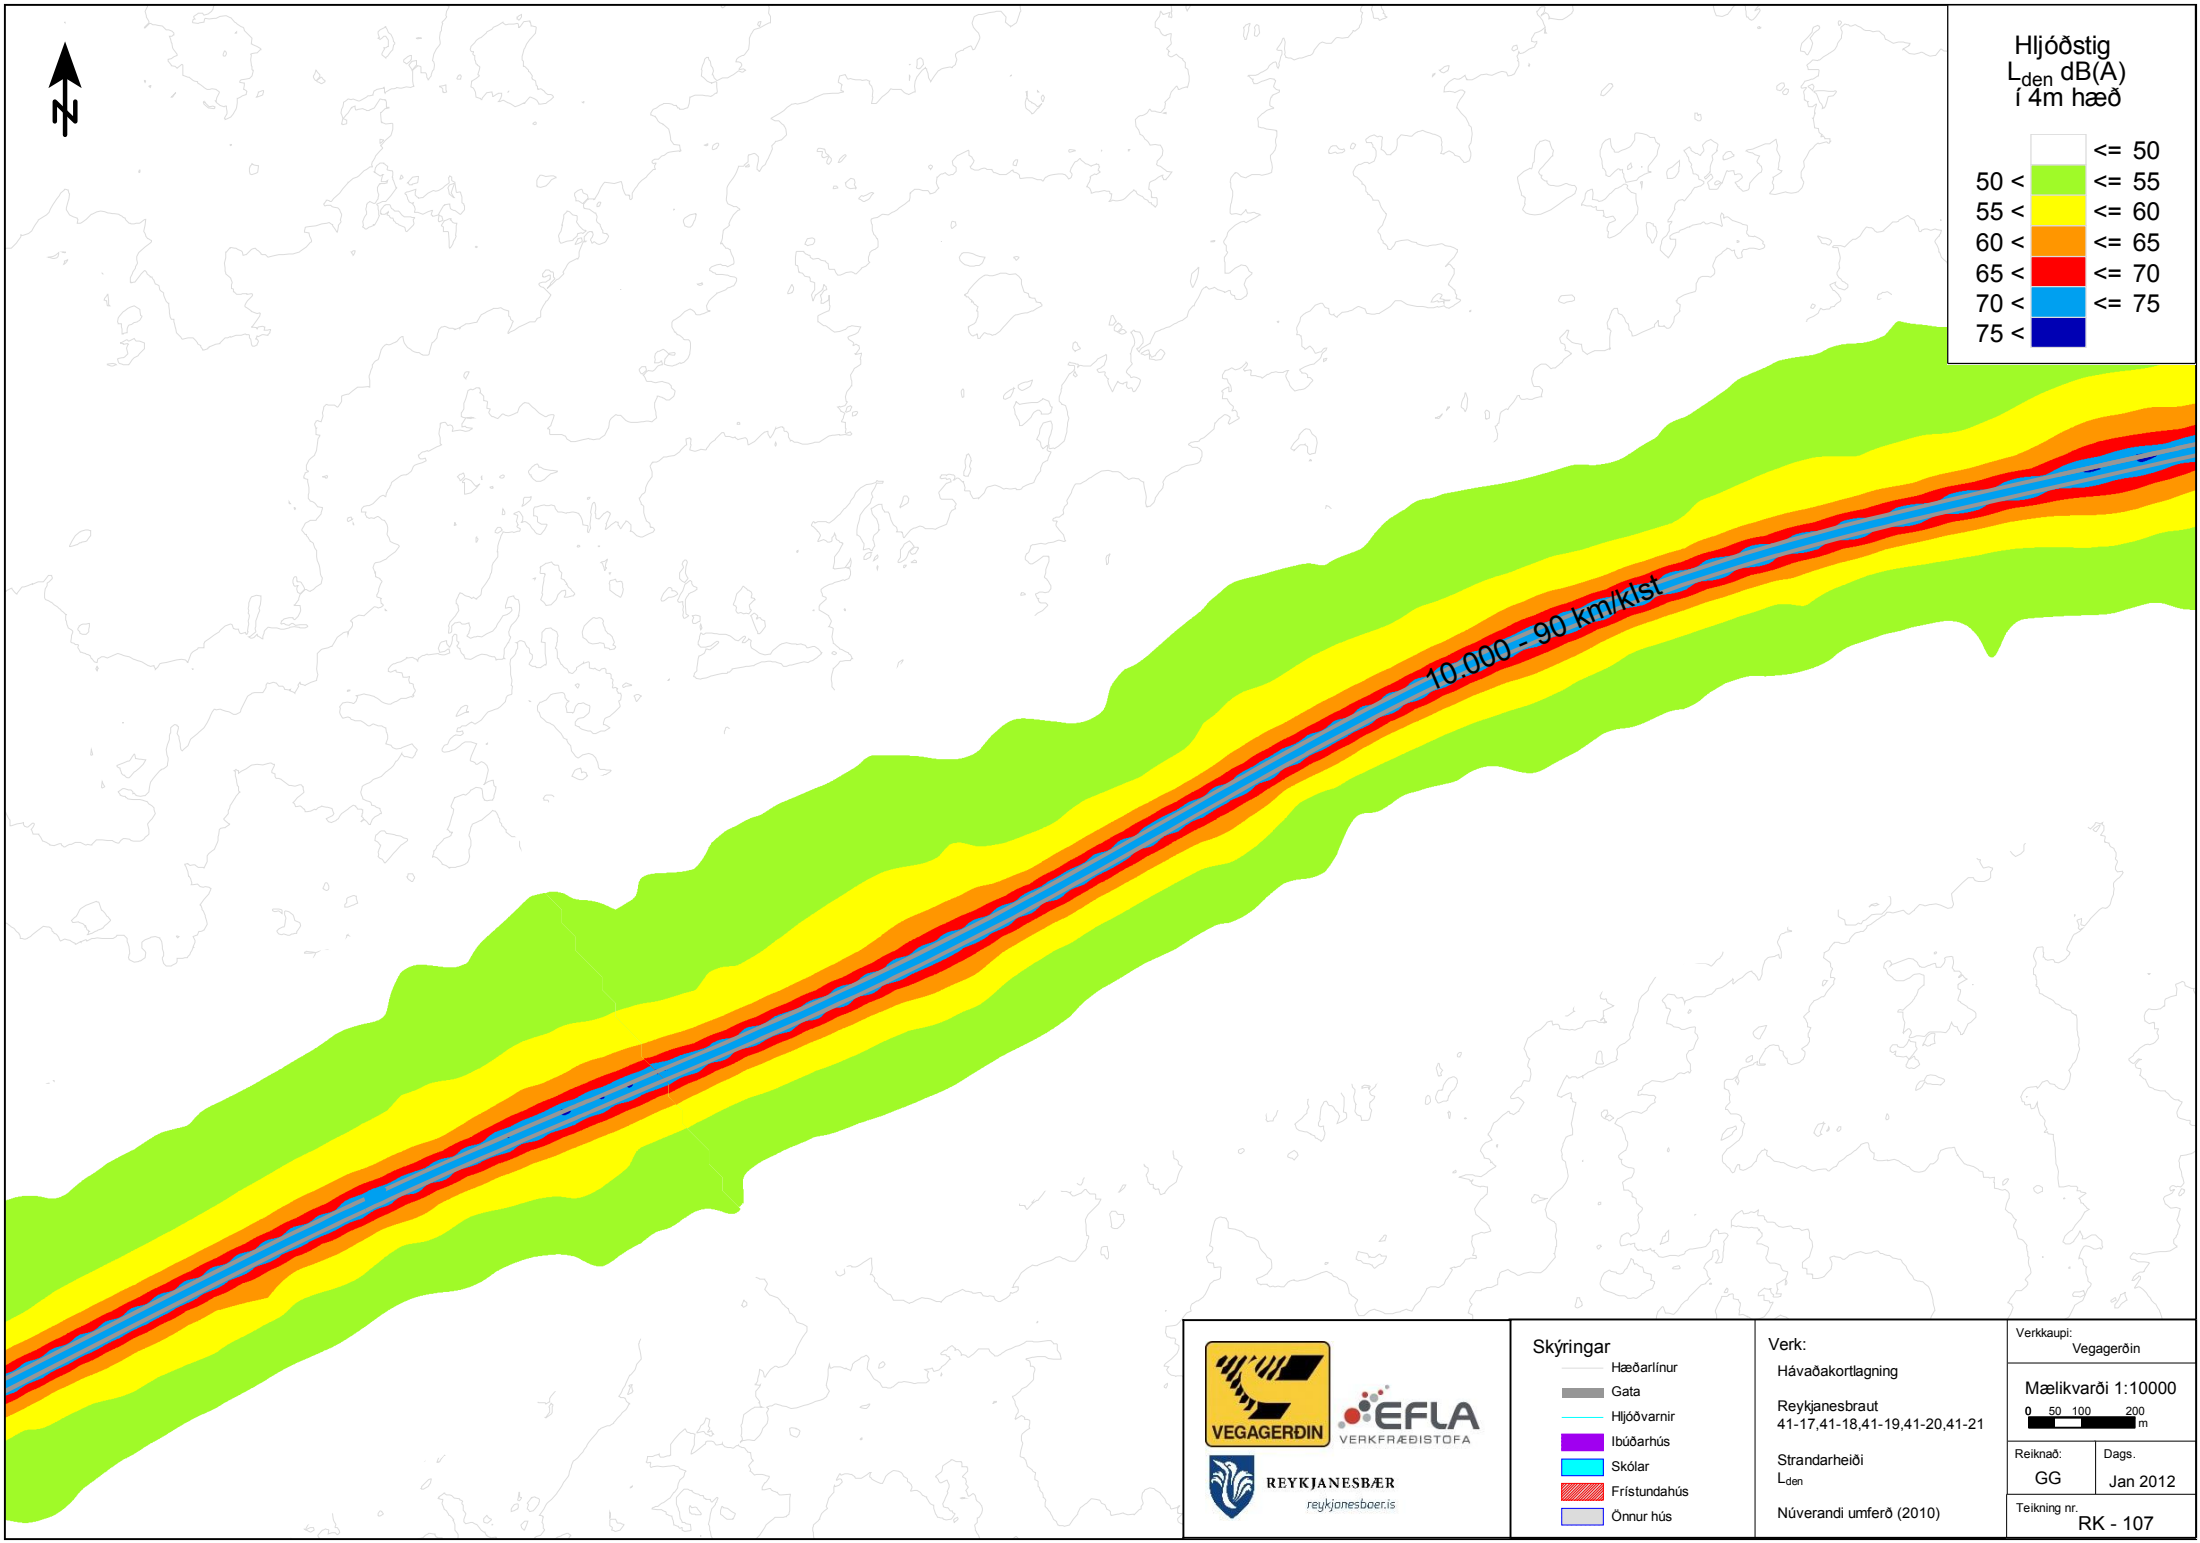 N
Hljóðstig
Lden dB(A)
í 4m hæð
<= 50
50 < <= 55
55 < <= 60
60 < <= 65
65 < <= 70
70 < <= 75
75 <
10.000 - 90 km/klst
VEGAGERÐIN
EFLA
VERKFRÆÐISTOFA
REYKJANESBÆR
reykjanesbaer.is
Skýringar
Hæðarlínur
Gata
Hljóðvarnir
Ibúðarhús
Skólar
Frístundahús
Önnur hús
Verk:
Hávaðakortlagning
Reykjanesbraut
41-17,41-18,41-19,41-20,41-21
Strandarheiði
Lden
Núverandi umferð (2010)
Verkkaupi:
Vegagerðin
Mælikvarði 1:10000
0 50 100 200
m
Reiknað:
GG
Dags.
Jan 2012
Teikning nr.
RK - 107